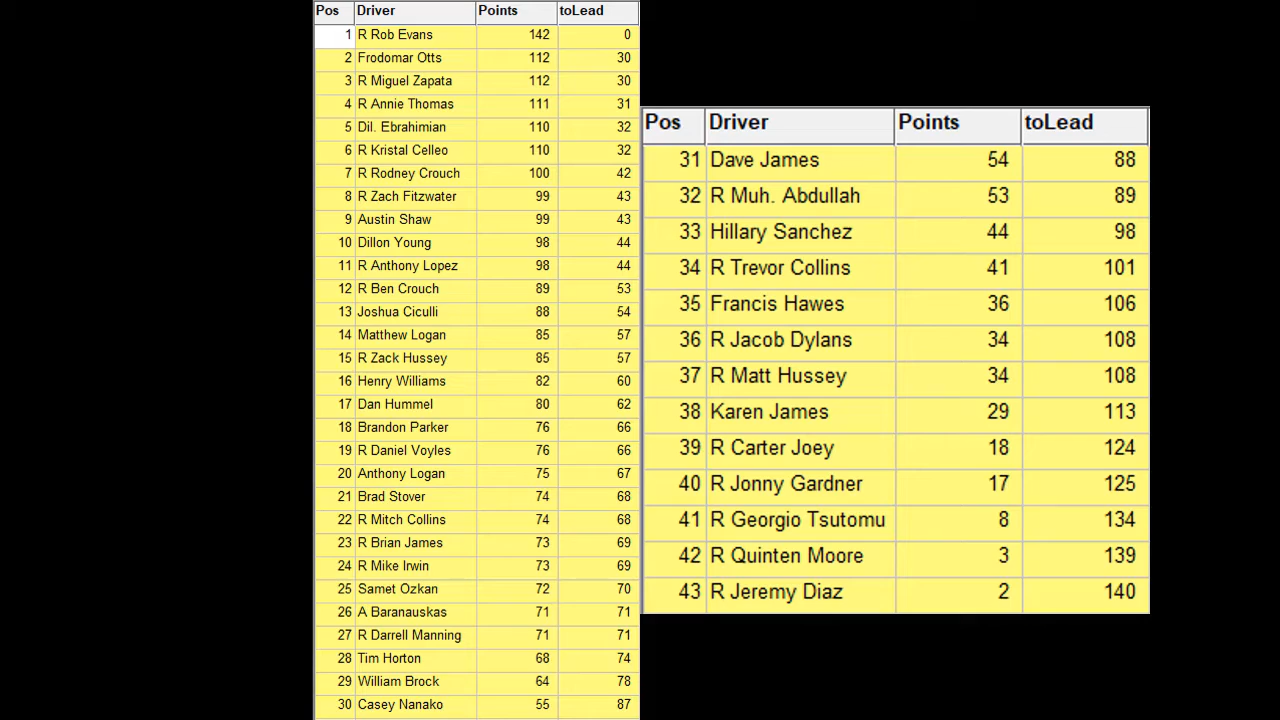 Pos Driver Points toLead
1 R Rob Evans 142 0
2 Frodomar Otts 112 30
3 R Miguel Zapata 112 30
4 R Annie Thomas 111 31
5 Dil. Ebrahimian 110 32
6 R Kristal Celleo 110 32
7 R Rodney Crouch 100 42
8 R Zach Fitzwater 99 43
9 Austin Shaw 99 43
10 Dillon Young 98 44
11 R Anthony Lopez 98 44
12 R Ben Crouch 89 53
13 Joshua Ciculli 88 54
14 Matthew Logan 85 57
15 R Zack Hussey 85 57
16 Henry Williams 82 60
17 Dan Hummel 80 62
18 Brandon Parker 76 66
19 R Daniel Voyles 76 66
20 Anthony Logan 75 67
21 Brad Stover 74 68
22 R Mitch Collins 74 68
23 R Brian James 73 69
24 R Mike Irwin 73 69
25 Samet Ozkan 72 70
26 A Baranauskas 71 71
27 R Darrell Manning 71 71
28 Tim Horton 68 74
29 William Brock 64 78
30 Casey Nanako 55 87
Pos Driver Points toLead
31 Dave James 54 88
32 R Muh. Abdullah 53 89
33 Hillary Sanchez 44 98
34 R Trevor Collins 41 101
35 Francis Hawes 36 106
36 R Jacob Dylans 34 108
37 R Matt Hussey 34 108
38 Karen James 29 113
39 R Carter Joey 18 124
40 R Jonny Gardner 17 125
41 R Georgio Tsutomu 8 134
42 R Quinten Moore 3 139
43 R Jeremy Diaz 2 140